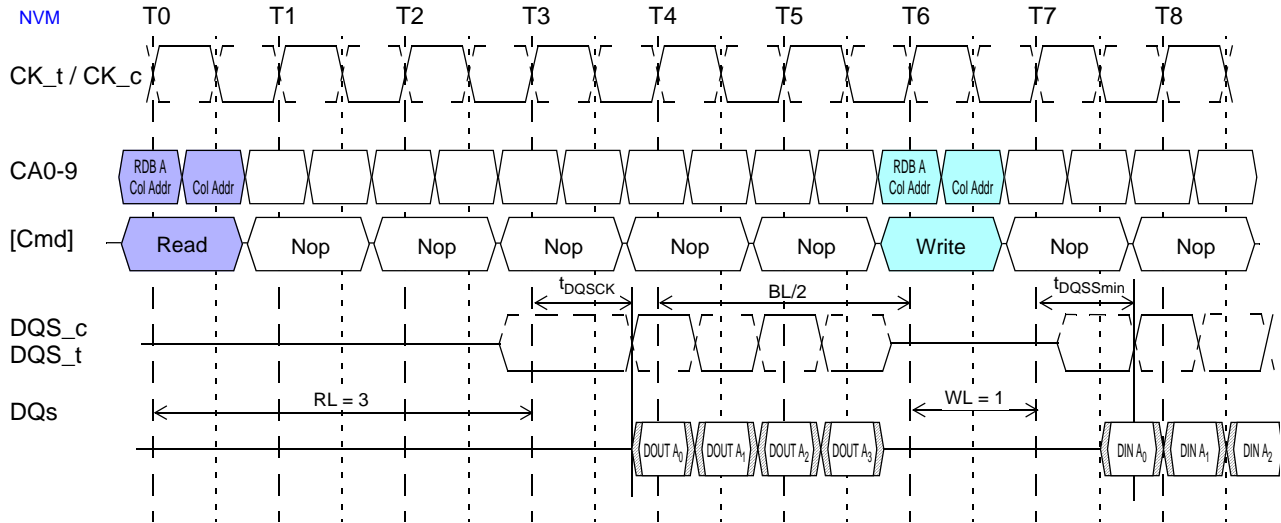 NVM T0 T1 T2 T3 T4 T5 T6 T7 T8
CK_t / CK_c
CA0-9
RDB A
Col Addr
Col Addr
RDB A
Col Addr
Col Addr
[Cmd] Read Nop Nop Nop Nop Nop Write Nop Nop
tDQSCK BL/2 tDQSSmin
DQS_c
DQS_t
DQs RL = 3 WL = 1
DOUT A0 DOUT A1 DOUT A2 DOUT A3 DIN A0 DIN A1 DIN A2